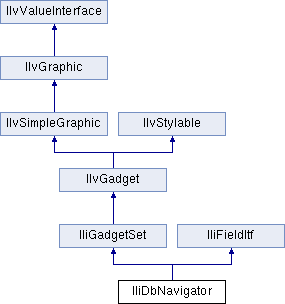 IlvValueInterface
IlvGraphic
IlvSimpleGraphic
IlvStylable
IlvGadget
IliGadgetSet
IliFieldItf
IliDbNavigator